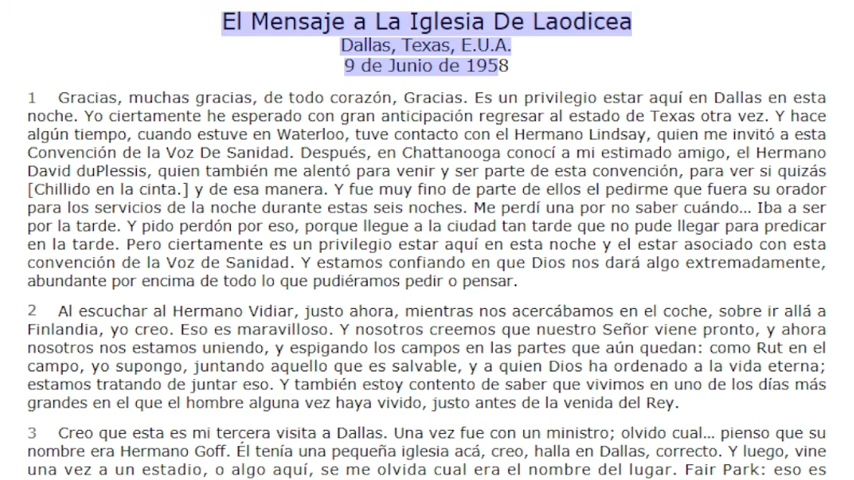 El Mensaje a La Iglesia De Laodicea
Dallas, Texas, E.U.A.
9 de Junio de 1958
1 Gracias, muchas gracias, de todo corazón, Gracias. Es un privilegio estar aquí en Dallas en esta
noche. Yo ciertamente he esperado con gran anticipación regresar al estado de Texas otra vez. Y hace
algún tiempo, cuando estuve en Waterloo, tuve contacto con el Hermano Lindsay, quien me invitó a esta
Convención de la Voz De Sanidad. Después, en Chattanooga conocí a mi estimado amigo, el Hermano
David duPlessis, quien también me alentó para venir y ser parte de esta convención, para ver si quizás
[Chillido en la cinta.] y de esa manera. Y fue muy fino de parte de ellos el pedirme que fuera su orador
para los servicios de la noche durante estas seis noches. Me perdí una por no saber cuándo... Iba a ser
por la tarde. Y pido perdón por eso, porque llegue a la ciudad tan tarde que no pude llegar para predicar
en la tarde. Pero ciertamente es un privilegio estar aquí en esta noche y el estar asociado con esta
convención de la Voz de Sanidad. Y estamos confiando en que Dios nos dará algo extremadamente,
abundante por encima de todo lo que pudiéramos pedir o pensar.
2 Al escuchar al Hermano Vidiar, justo ahora, mientras nos acercábamos en el coche, sobre ir allá a
Finlandia, yo creo. Eso es maravilloso. Y nosotros creemos que nuestro Señor viene pronto, y ahora
nosotros nos estamos uniendo, y espigando los campos en las partes que aún quedan: como Rut en el
campo, yo supongo, juntando aquello que es salvable, y a quien Dios ha ordenado a la vida eterna;
estamos tratando de juntar eso. Y también estoy contento de saber que vivimos en uno de los días más
grandes en el que el hombre alguna vez haya vivido, justo antes de la venida del Rey.
3 Creo que esta es mi tercera visita a Dallas. Una vez fue con un ministro; olvido cual... pienso que su
nombre era Hermano Goff. Él tenía una pequeña iglesia acá, creo, halla en Dallas, correcto. Y luego, vine
una vez a un estadio, o algo aquí, se me olvida cual era el nombre del lugar. Fair Park: eso es